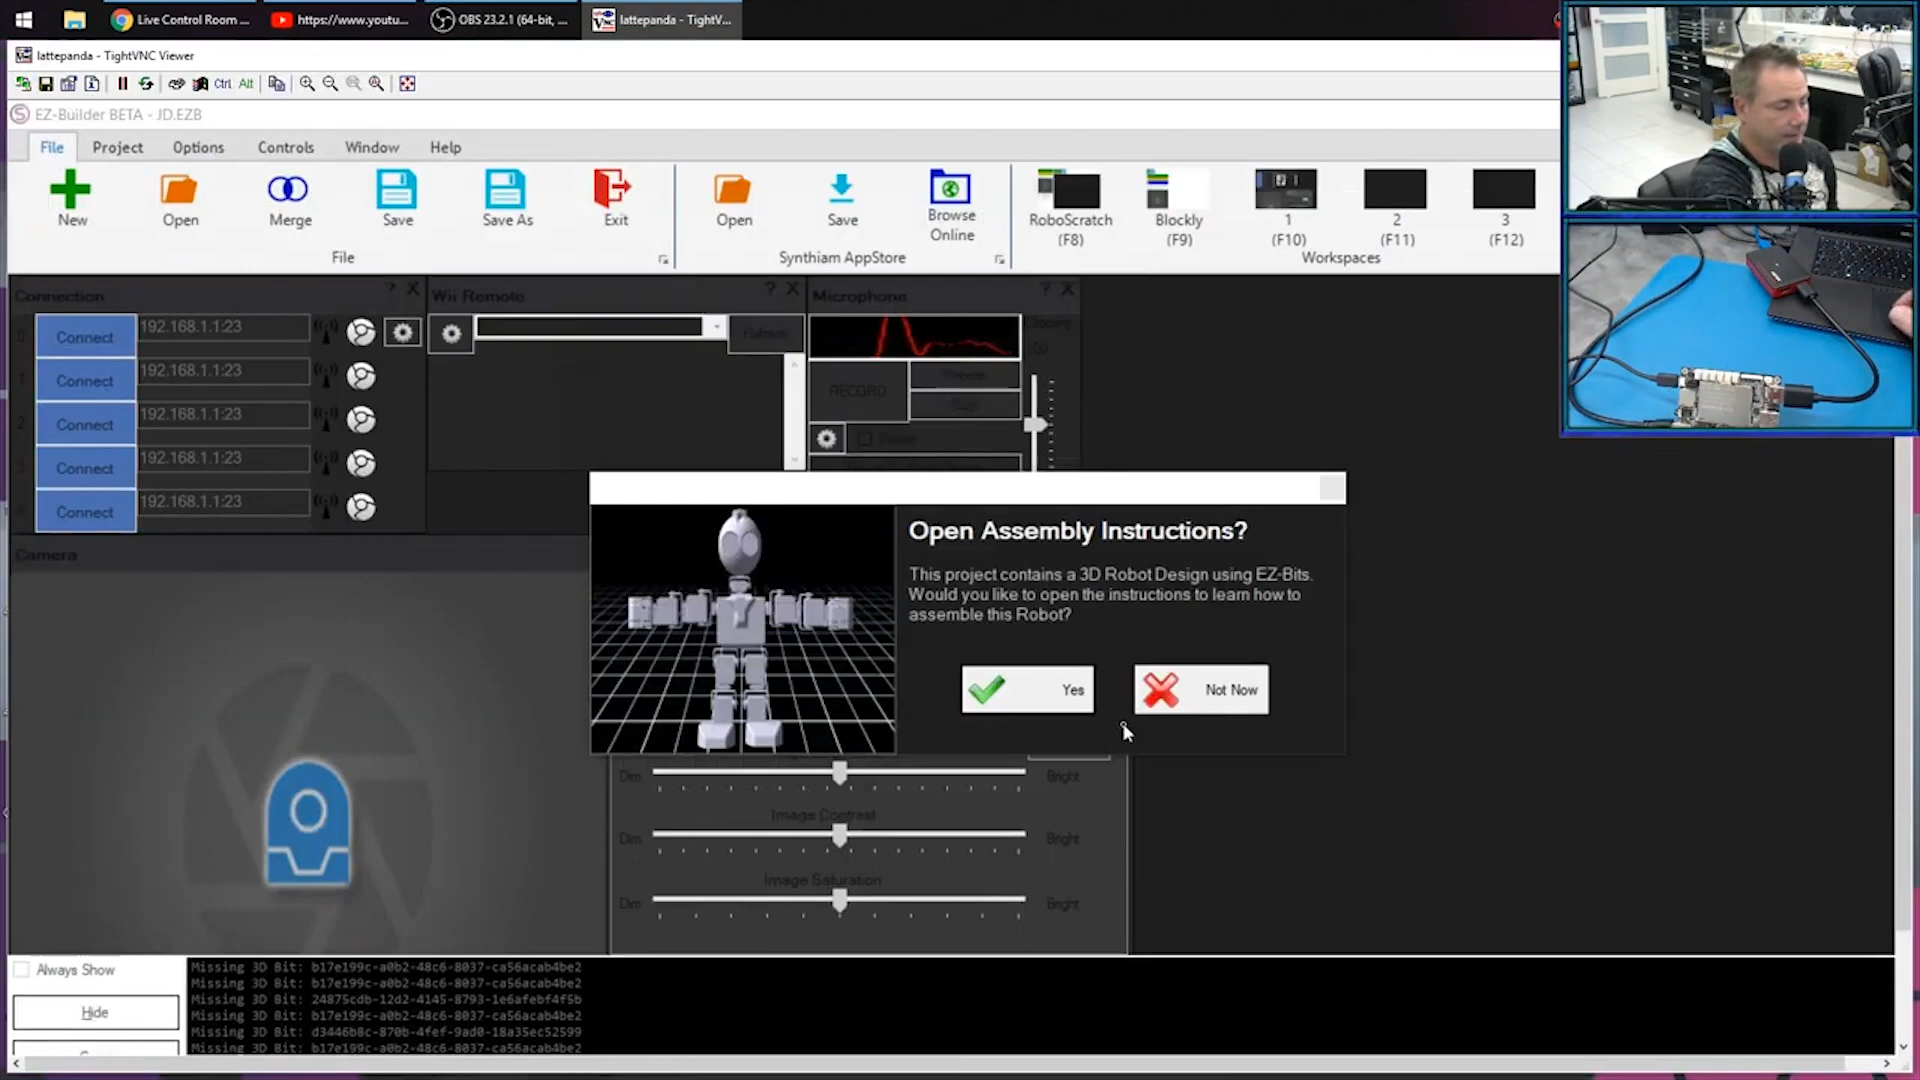 Live Control Room ...
https://www.youtu...
OBS 23.2.1 (64-bit, ...
lattepanda - TightV...
lattepanda - TightVNC Viewer
Ctrl Alt
EZ-Builder BETA - JD.EZB
File Project Options Controls Window Help
New Open Merge Save Save As Exit Open Save Browse Online RoboScratch (F8) Blockly (F9) 1 (F10) 2 (F11) 3 (F12)
File Synthiam AppStore Workspaces
Connection ? X Wii Remote ? X Microphone ? X
0 Connect 192.168.1.1:23
1 Connect 192.168.1.1:23
2 Connect 192.168.1.1:23
3 Connect 192.168.1.1:23
Connect 192.168.1.1:23
100
RECORD
Camera
Open Assembly Instructions?
This project contains a 3D Robot Design using EZ-Bits.
Would you like to open the instructions to learn how to
assemble this Robot?
Yes Not Now
Dim Bright
Image Contrast
Dim Bright
Image Saturation
Dim Bright
Always Show
Hide
Missing 3D Bit: b17e199c-a0b2-48c6-8037-ca56acab4be2
Missing 3D Bit: b17e199c-a0b2-48c6-8037-ca56acab4be2
Missing 3D Bit: 24875cdb-12d2-4145-8793-1e6afebf4f5b
Missing 3D Bit: b17e199c-a0b2-48c6-8037-ca56acab4be2
Missing 3D Bit: d3446b8c-870b-4fef-9ad0-18a35ec52599
Missing 3D Bit: b17e199c-a0b2-48c6-8037-ca56acab4be2